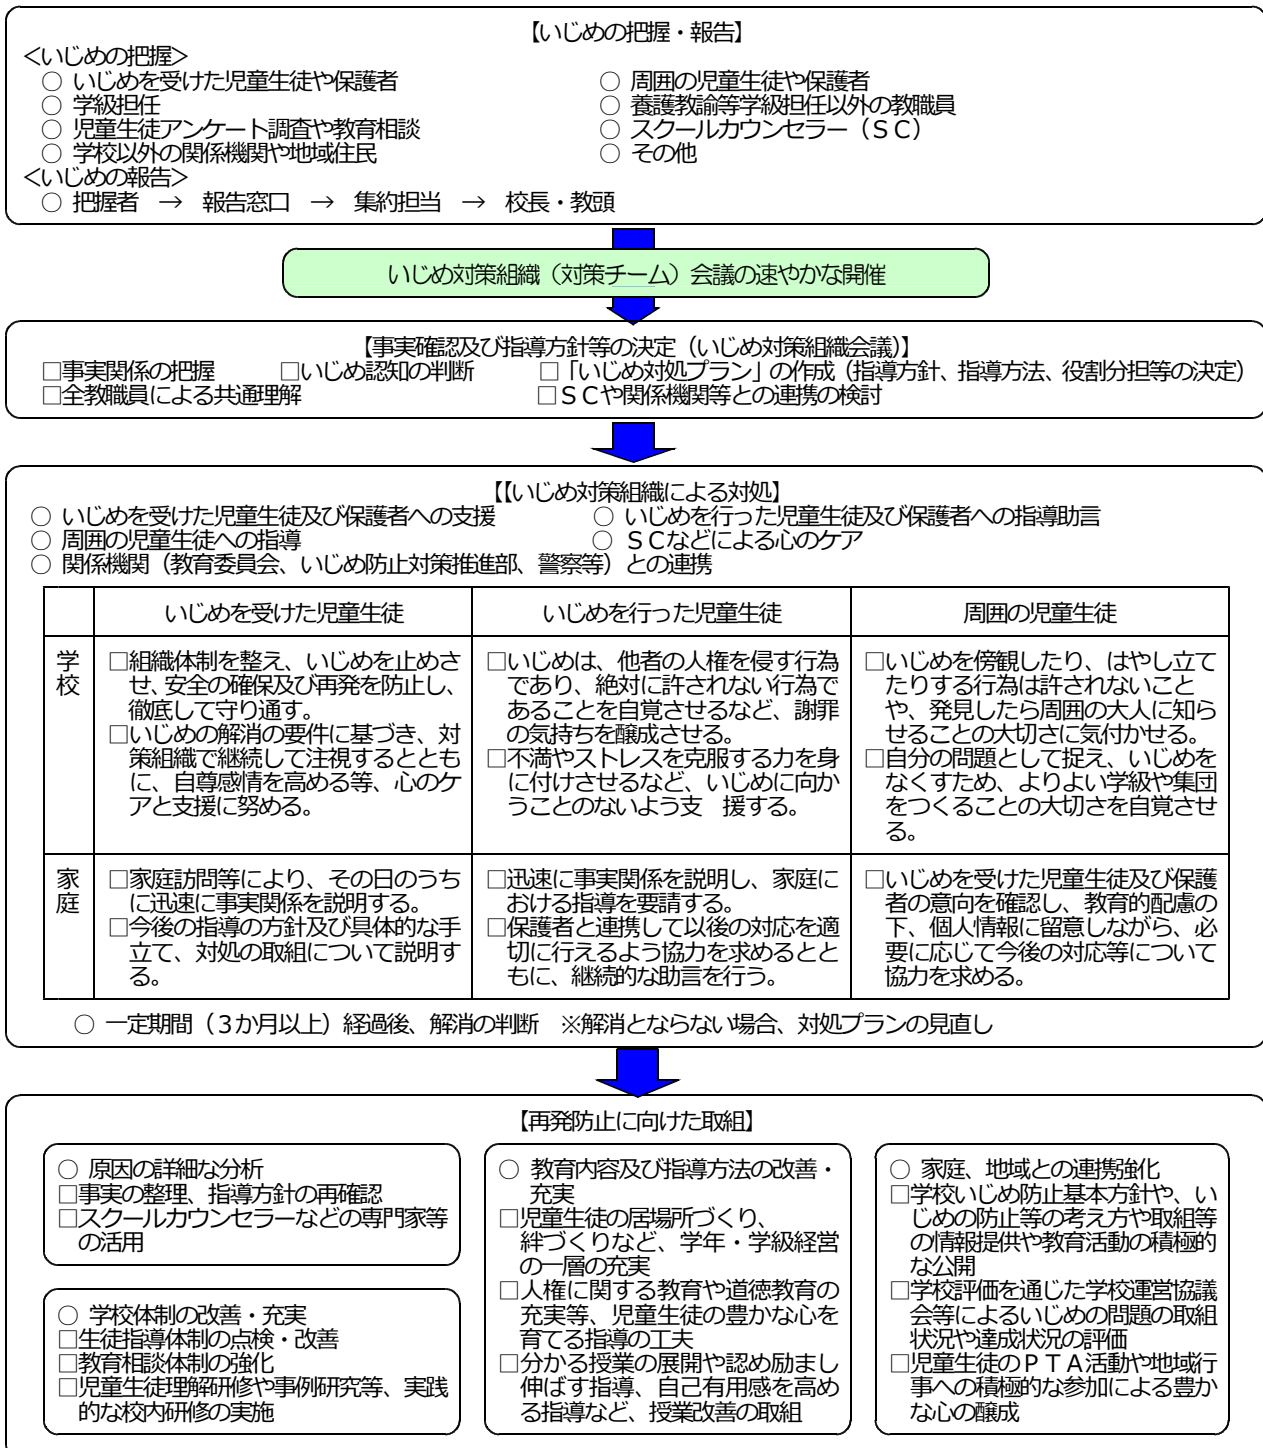 【いじめの把握・報告】
<いじめの把握>
○ いじめを受けた児童生徒や保護者
○ 周囲の児童生徒や保護者
○ 学級担任
○ 養護教諭等学級担任以外の教職員
○ 児童生徒アンケート調査や教育相談
○ スクールカウンセラー（ＳＣ）
○ 学校以外の関係機関や地域住民
○ その他
<いじめの報告>
○ 把握者 → 報告窓口 → 集約担当 → 校長・教頭
いじめ対策組織（対策チーム）会議の速やかな開催
【事実確認及び指導方針等の決定（いじめ対策組織会議）】
□事実関係の把握 □いじめ認知の判断 □「いじめ対処プラン」の作成（指導方針、指導方法、役割分担等の決定）
□全教職員による共通理解 □ＳＣや関係機関等との連携の検討
【【いじめ対策組織による対処】
○ いじめを受けた児童生徒及び保護者への支援 ○ いじめを行った児童生徒及び保護者への指導助言
○ 周囲の児童生徒への指導 ○ ＳＣなどによる心のケア
○ 関係機関（教育委員会、いじめ防止対策推進部、警察等）との連携
いじめを受けた児童生徒
いじめを行った児童生徒
周囲の児童生徒
学校
□組織体制を整え、いじめを止めさ
せ、安全の確保及び再発を防止し、
徹底して守り通す。
□いじめの解消の要件に基づき、対
策組織で継続して注視するととも
に、自尊感情を高める等、心のケ
アと支援に努める。
□いじめは、他者の人権を侵す行為
であり、絶対に許されない行為で
あることを自覚させるなど、謝罪
の気持ちを醸成させる。
□不満やストレスを克服する力を身
に付けさせるなど、いじめに向か
うことのないよう支　援する。
□いじめを傍観したり、はやし立て
たりする行為は許されないこと
や、発見したら周囲の大人に知ら
せることの大切さに気付かせる。
□自分の問題として捉え、いじめを
なくすため、よりよい学級や集団
をつくることの大切さを自覚させ
る。
家庭
□家庭訪問等により、その日のうち
に迅速に事実関係を説明する。
□今後の指導の方針及び具体的な手
立て、対処の取組について説明す
る。
□迅速に事実関係を説明し、家庭に
おける指導を要請する。
□保護者と連携して以後の対応を適
切に行えるよう協力を求めるとと
もに、継続的な助言を行う。
□いじめを受けた児童生徒及び保護
者の意向を確認し、教育的配慮の
下、個人情報に留意しながら、必
要に応じて今後の対応等について
協力を求める。
○ 一定期間（３か月以上）経過後、解消の判断　※解消とならない場合、対処プランの見直し
【再発防止に向けた取組】
○ 原因の詳細な分析
□事実の整理、指導方針の再確認
□スクールカウンセラーなどの専門家等
の活用
○ 学校体制の改善・充実
□生徒指導体制の点検・改善
□教育相談体制の強化
□児童生徒理解研修や事例研究等、実践
的な校内研修の実施
○ 教育内容及び指導方法の改善・
充実
□児童生徒の居場所づくり、
絆づくりなど、学年・学級経営
の一層の充実
□人権に関する教育や道徳教育の
充実等、児童生徒の豊かな心を
育てる指導の工夫
□分かる授業の展開や認め励まし
伸ばす指導、自己有用感を高め
る指導など、授業改善の取組
○ 家庭、地域との連携強化
□学校いじめ防止基本方針や、い
じめの防止等の考え方や取組等
の情報提供や教育活動の積極的
な公開
□学校評価を通じた学校運営協議
会等によるいじめの問題の取組
状況や達成状況の評価
□児童生徒のＰＴＡ活動や地域行
事への積極的な参加による豊か
な心の醸成